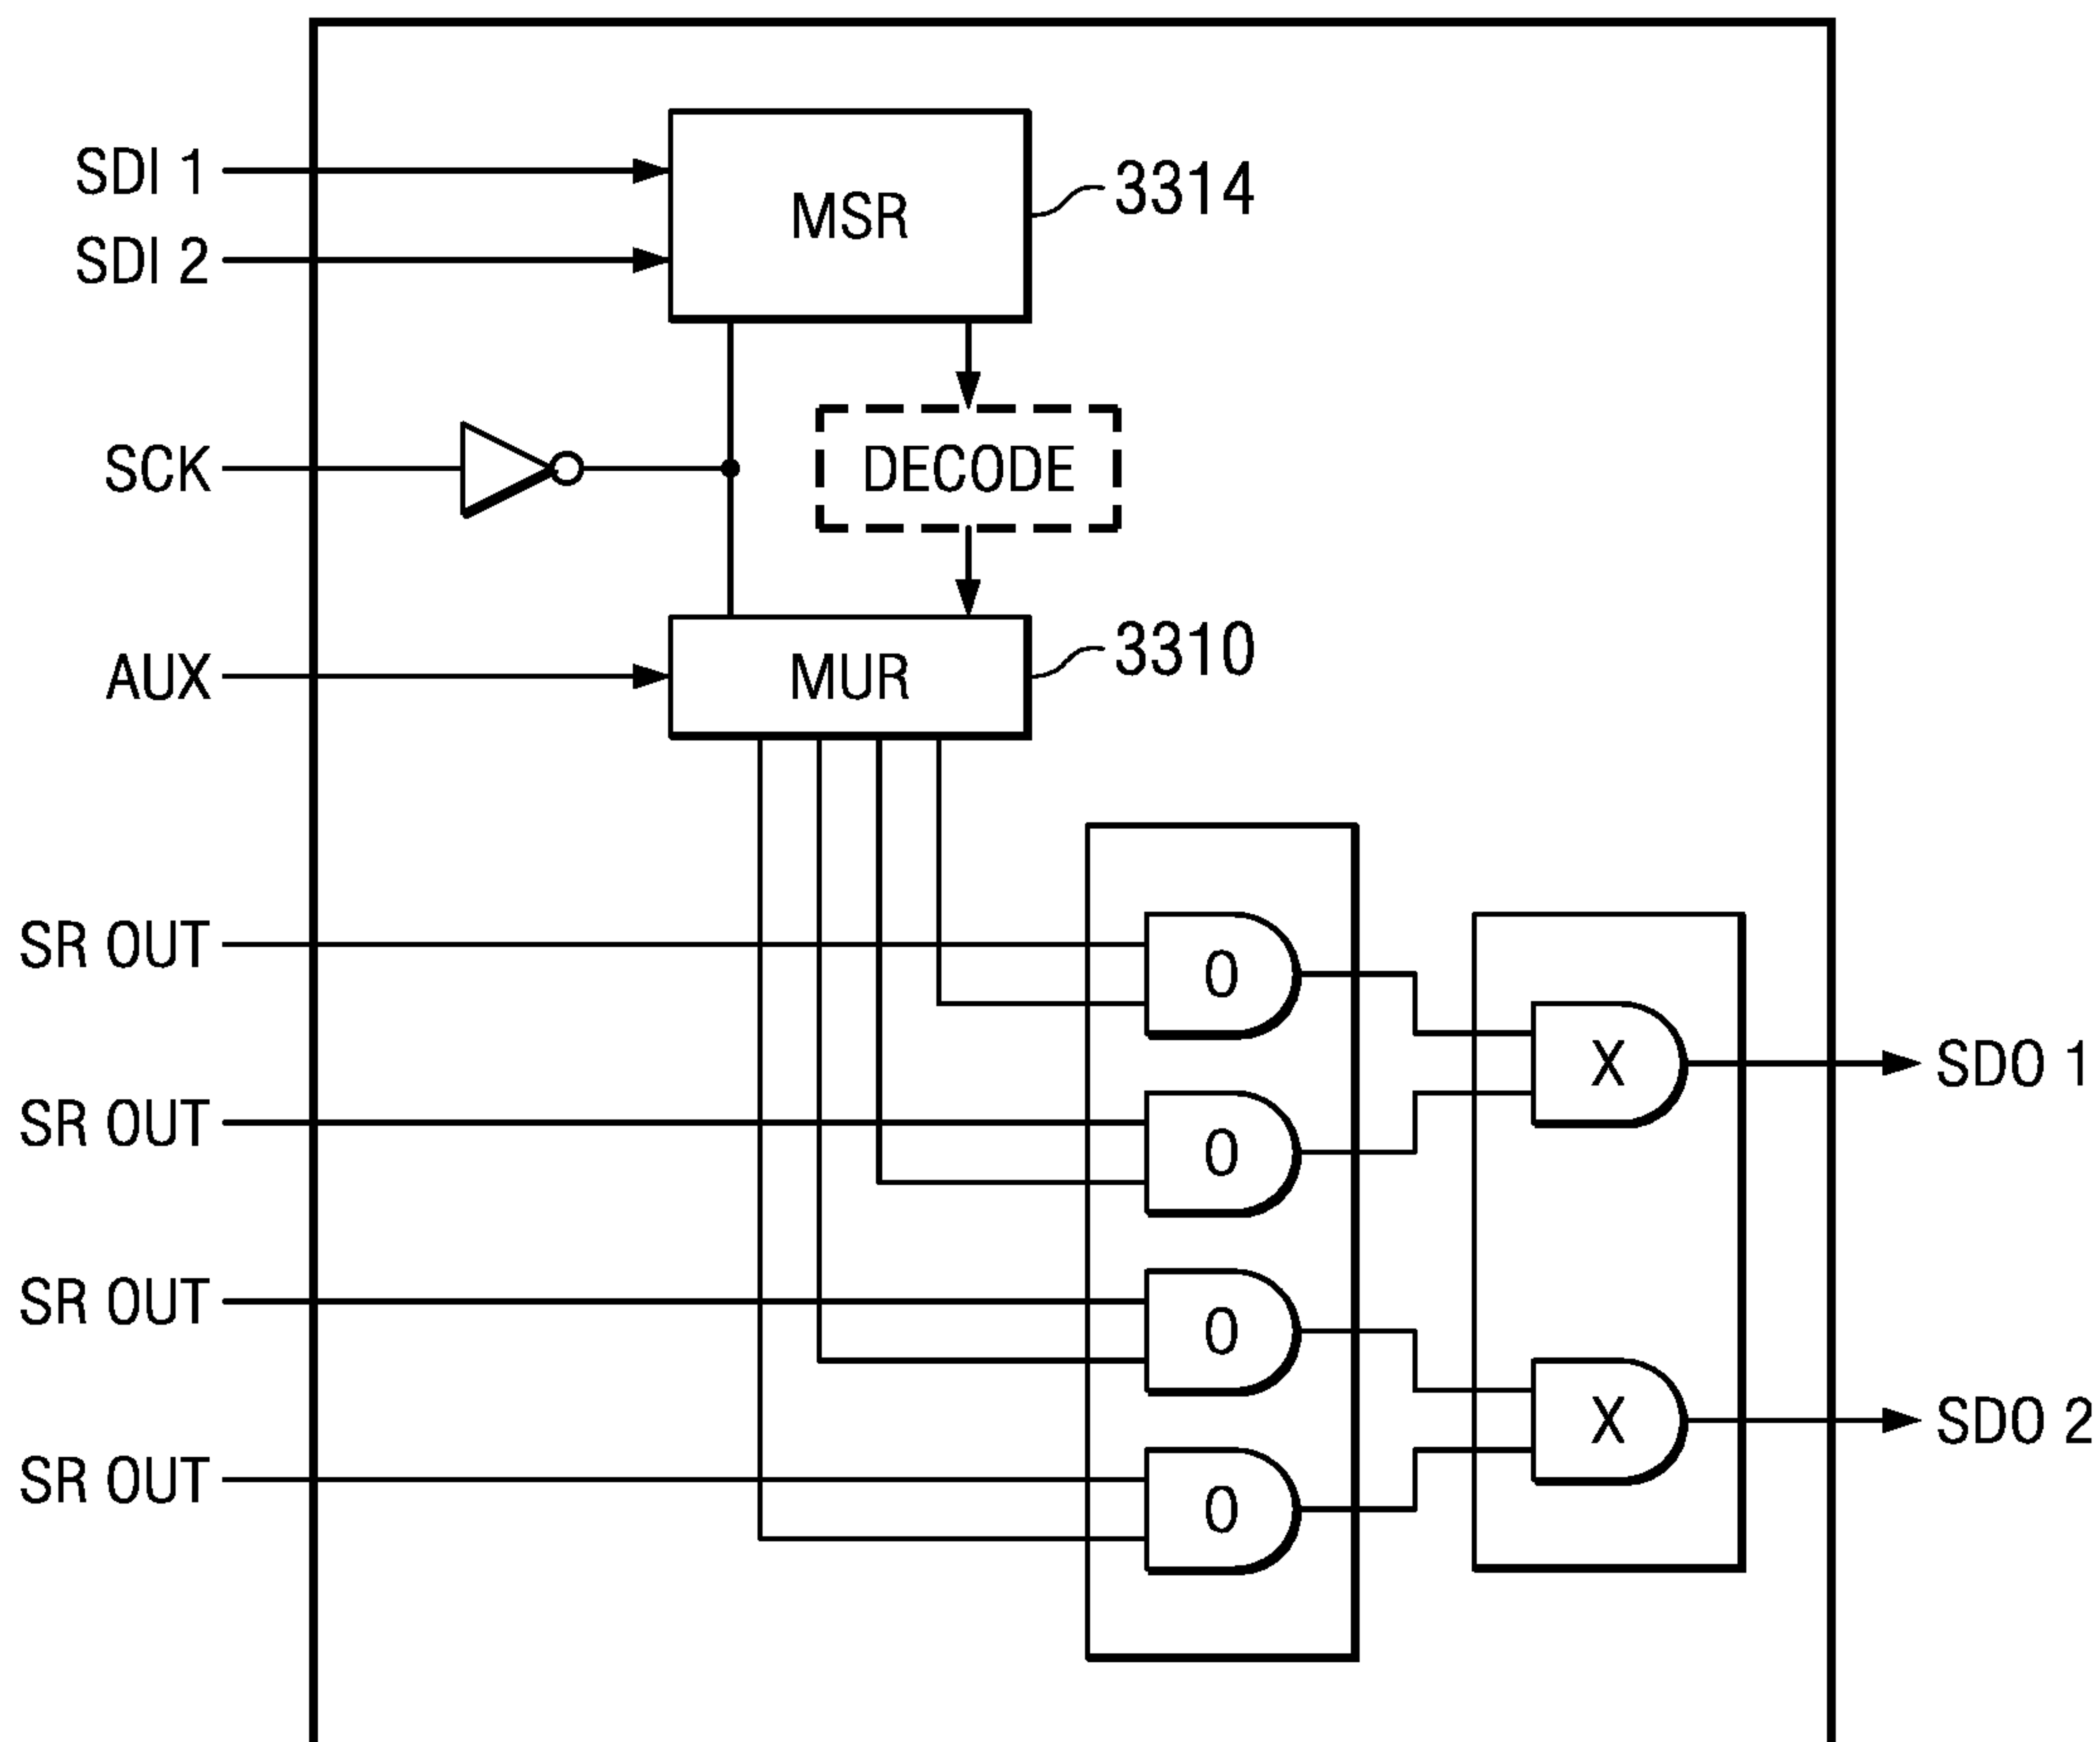 SDI 1
MSR
3314
SDI 2
SCK
DECODE
AUX
MUR
3310
SR OUT
O
X
SDO 1
SR OUT
O
SR OUT
O
X
SDO 2
SR OUT
O